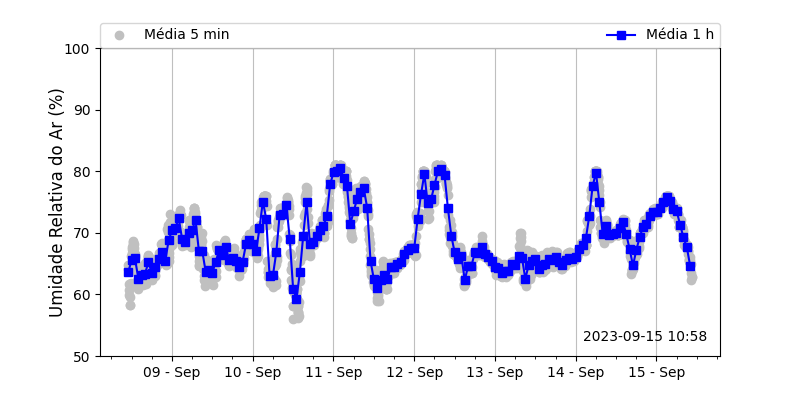 Média 5 min
Média 1 h
100
90
80
70
60
50
Umidade Relativa do Ar (%)
2023-09-15 10:58
09 - Sep
10 - Sep
11 - Sep
12 - Sep
13 - Sep
14 - Sep
15 - Sep